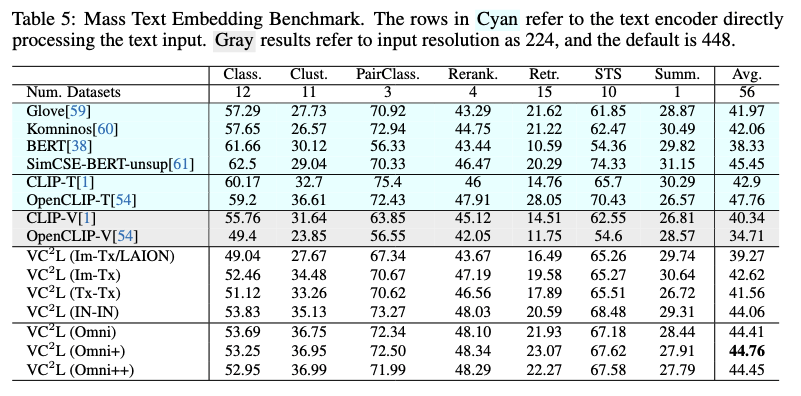 Table 5: Mass Text Embedding Benchmark. The rows in Cyan refer to the text encoder directly
processing the text input. Gray results refer to input resolution as 224, and the default is 448.
Class. Clust. PairClass. Rerank. Retr. STS Summ. Avg.
Num. Datasets 12 11 3 4 15 10 1 56
Glove[59] 57.29 27.73 70.92 43.29 21.62 61.85 28.87 41.97
Komninos[60] 57.65 26.57 72.94 44.75 21.22 62.47 30.49 42.06
BERT[38] 61.66 30.12 56.33 43.44 10.59 54.36 29.82 38.33
SimCSE-BERT-unsup[61] 62.5 29.04 70.33 46.47 20.29 74.33 31.15 45.45
CLIP-T[1] 60.17 32.7 75.4 46 14.76 65.7 30.29 42.9
OpenCLIP-T[54] 59.2 36.61 72.43 47.91 28.05 70.43 26.57 47.76
CLIP-V[1] 55.76 31.64 63.85 45.12 14.51 62.55 26.81 40.34
OpenCLIP-V[54] 49.4 23.85 56.55 42.05 11.75 54.6 28.57 34.71
VC²L (Im-Tx/LAION) 49.04 27.67 67.34 43.67 16.49 65.26 29.74 39.27
VC²L (Im-Tx) 52.46 34.48 70.67 47.19 19.58 65.27 30.64 42.62
VC²L (Tx-Tx) 51.12 33.26 70.62 46.56 17.89 65.51 26.72 41.56
VC²L (IN-IN) 53.83 35.13 73.27 48.03 20.59 68.48 29.31 44.06
VC²L (Omni) 53.69 36.75 72.34 48.10 21.93 67.18 28.44 44.41
VC²L (Omni+) 53.25 36.95 72.50 48.34 23.07 67.62 27.91 44.76
VC²L (Omni++) 52.95 36.99 71.99 48.29 22.27 67.58 27.79 44.45